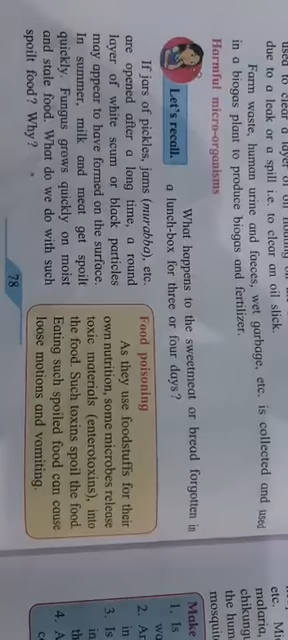 used to clear a layer of oil floating on
due to a leak or a spill i.e. to clear an oil slick.
Farm waste, human urine and faeces, wet garbage, etc. is collected and used
in a biogas plant to produce biogas and fertilizer.
Harmful micro-organisms
Let's recall.
What happens to the sweetmeat or bread forgotten in
a lunch-box for three or four days?
If jars of pickles, jams (murabba), etc.
are opened after a long time, a round
layer of white scum or black particles
may appear to have formed on the surface.
In summer, milk and meat get spoilt
quickly. Fungus grows quickly on moist
and stale food. What do we do with such
spoilt food? Why?
Food poisoning
As they use foodstuffs for their
own nutrition, some microbes release
toxic materials (enterotoxins), into
the food. Such toxins spoil the food.
Eating such spoiled food can cause
loose motions and vomiting.
78
etc. Mi
malaria,
chikungu
the hum
mosquito
Make
1. Is
wa
2. Ar
in
3. Is
in
th
4. A